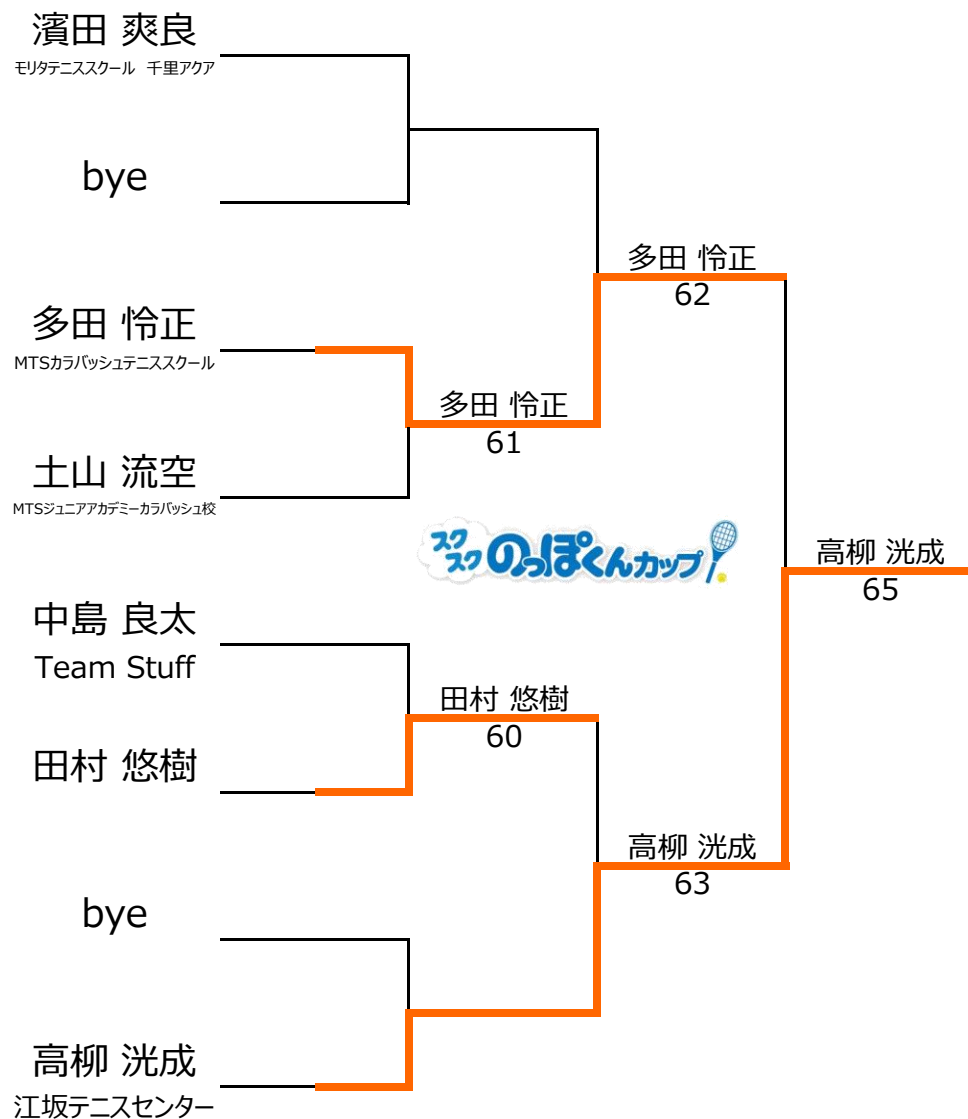 濱田 爽良
モリタテニススクール 千里アクア
bye
多田 怜正
MTSカラバッシュテニススクール
土山 流空
MTSジュニアアカデミーカラバッシュ校
中島 良太
Team Stuff
田村 悠樹
bye
高柳 洸成
江坂テニスセンター
多田 怜正
61
田村 悠樹
60
多田 怜正
62
高柳 洸成
63
スクスクのっぽくんカップ!
高柳 洸成
65